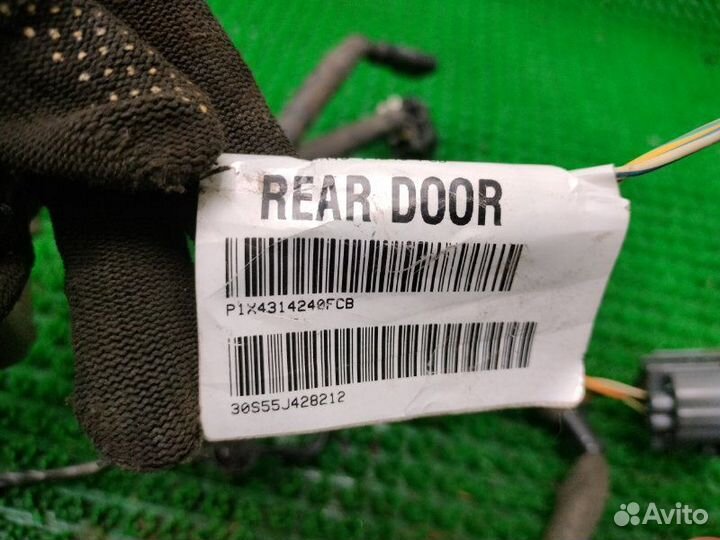 REAR DOOR
P1X4314240FCB
30S55J428212
Avito